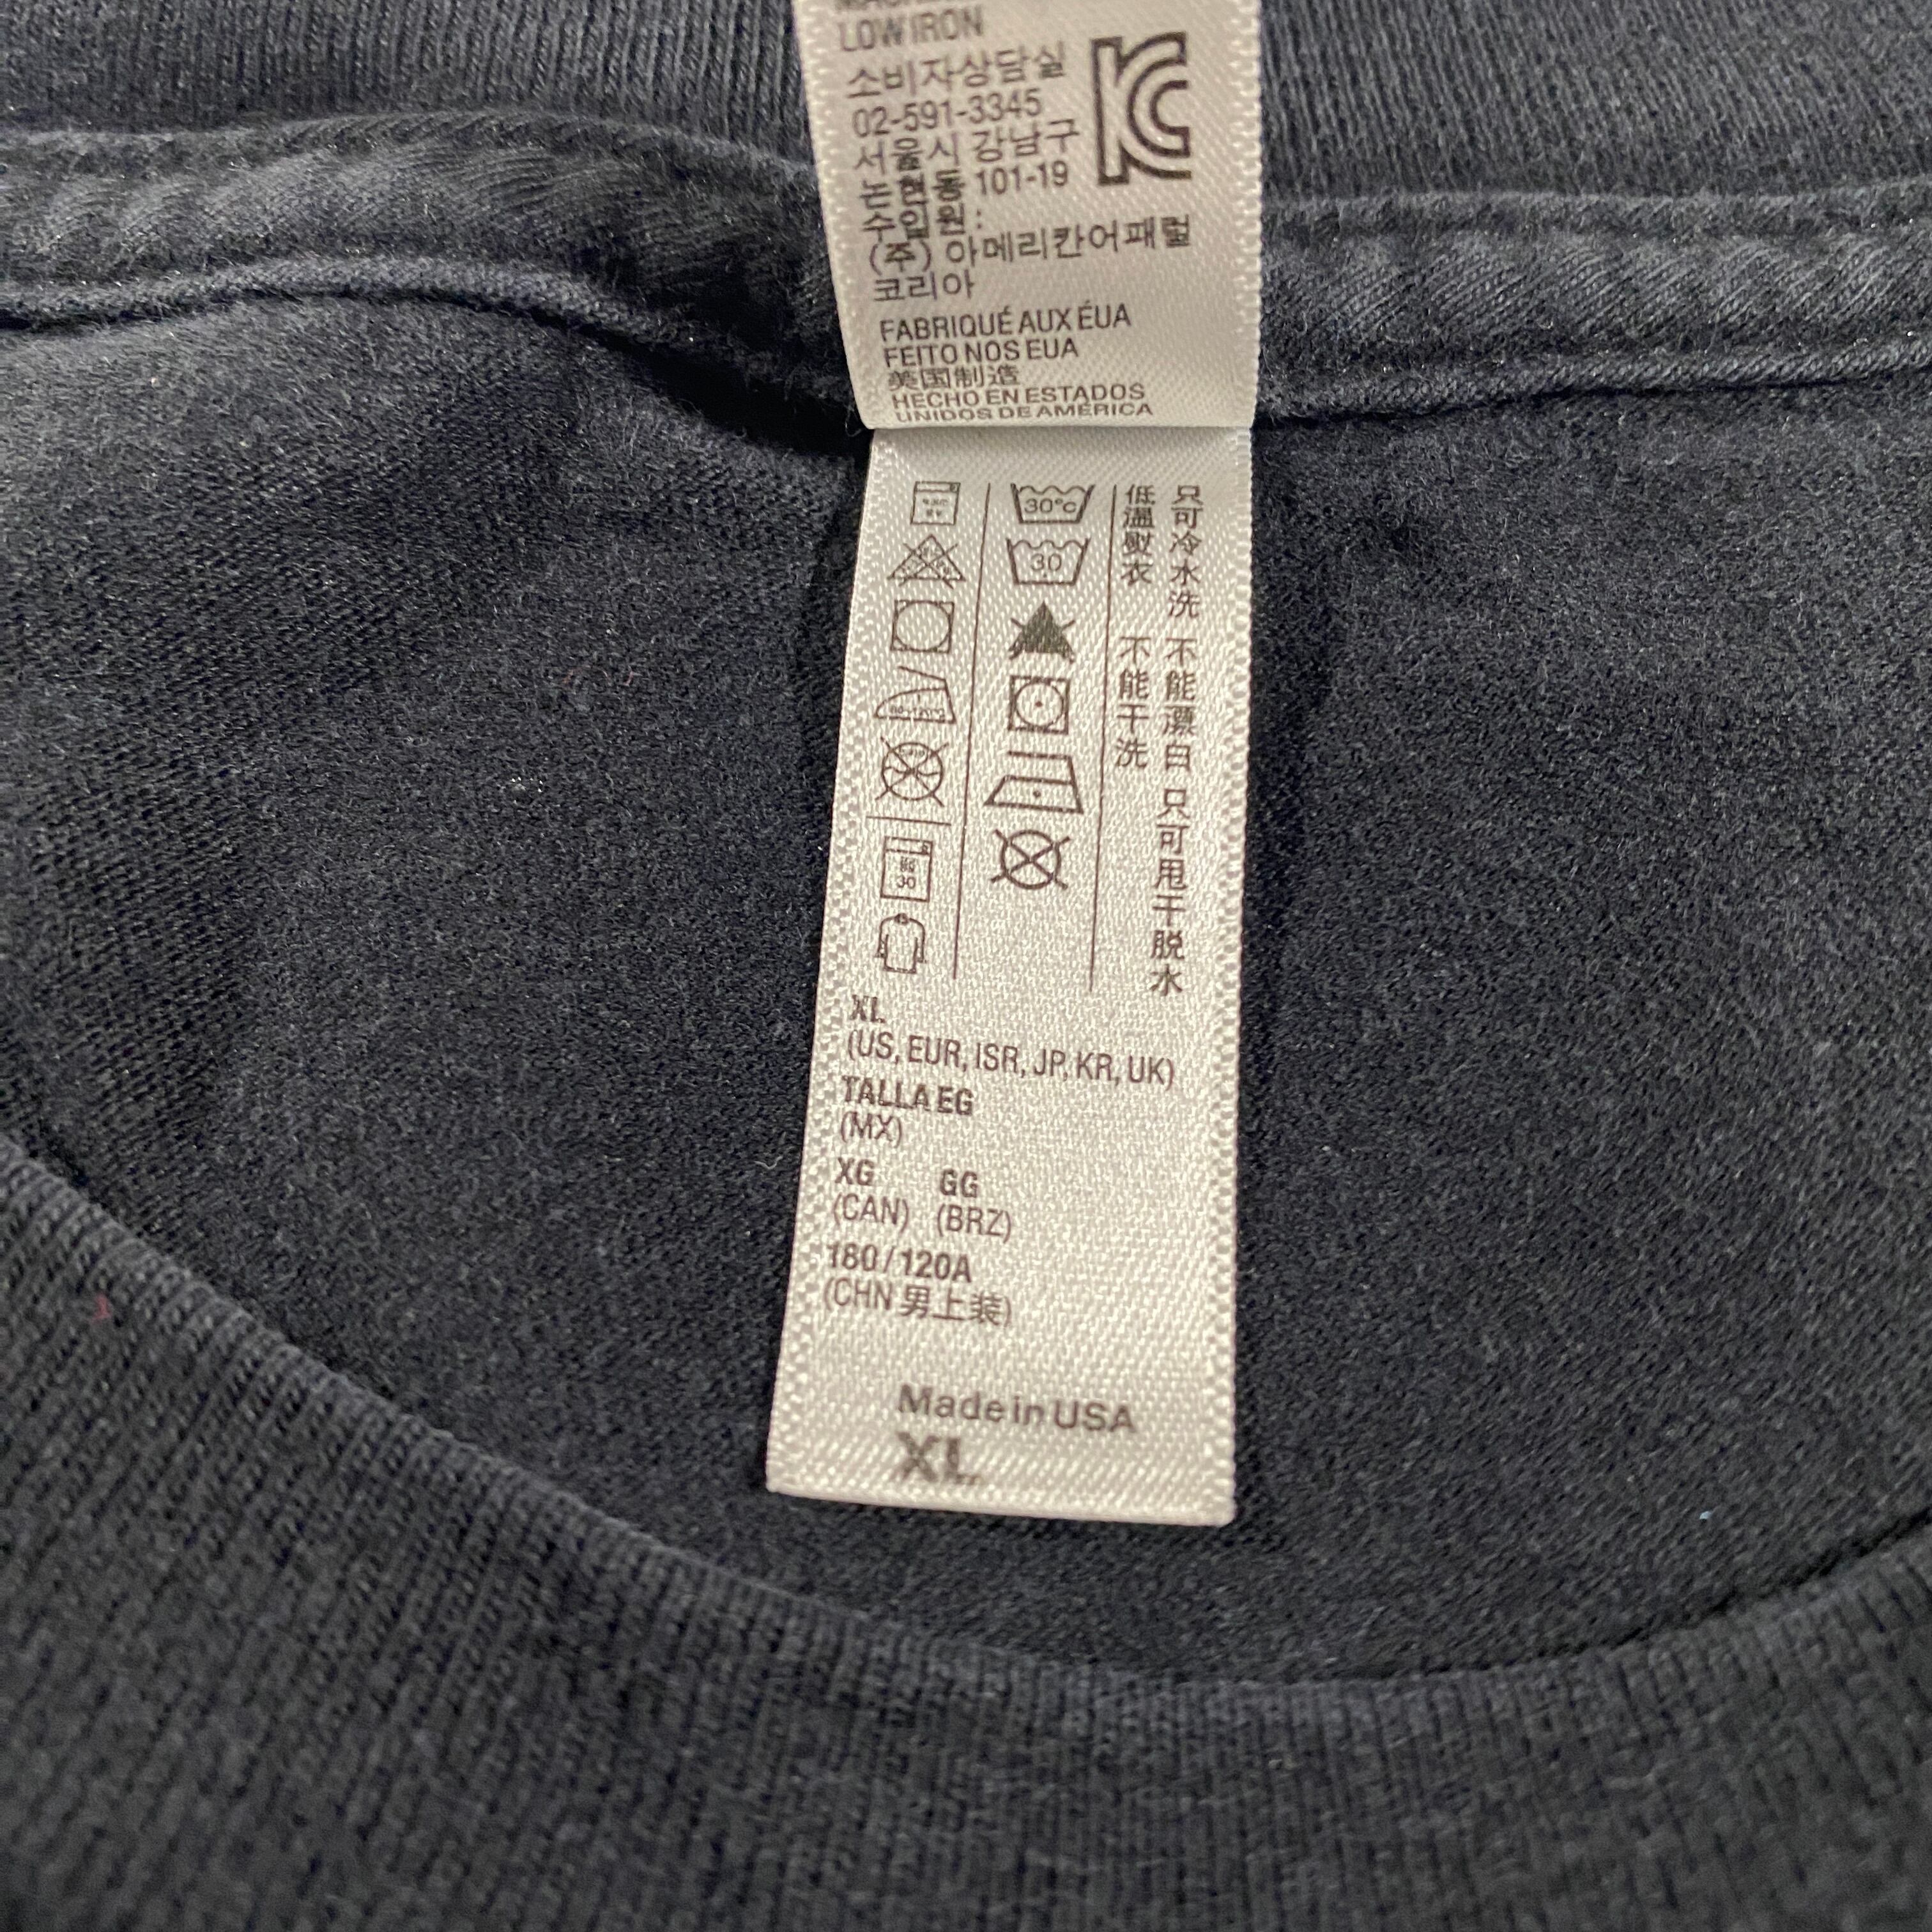 LOW IRON
소비자상담실
02-591-3345
서울시 강남구
논현동 101-19
수입원:
(주) 아메리칸어패럴
코리아
FABRIQUÉ AUX ÉUA
FEITO NOS EUA
美国制造
HECHO EN ESTADOS
UNIDOS DE AMÉRICA
30°C
30
30
只可冷水洗 不能漂白 只可甩干脱水
低温熨衣 不能干洗
XL
(US, EUR, ISR, JP, KR, UK)
TALLA EG
(MX)
XG GG
(CAN) (BRZ)
180/120A
(CHN 男上装)
Made in USA
XL